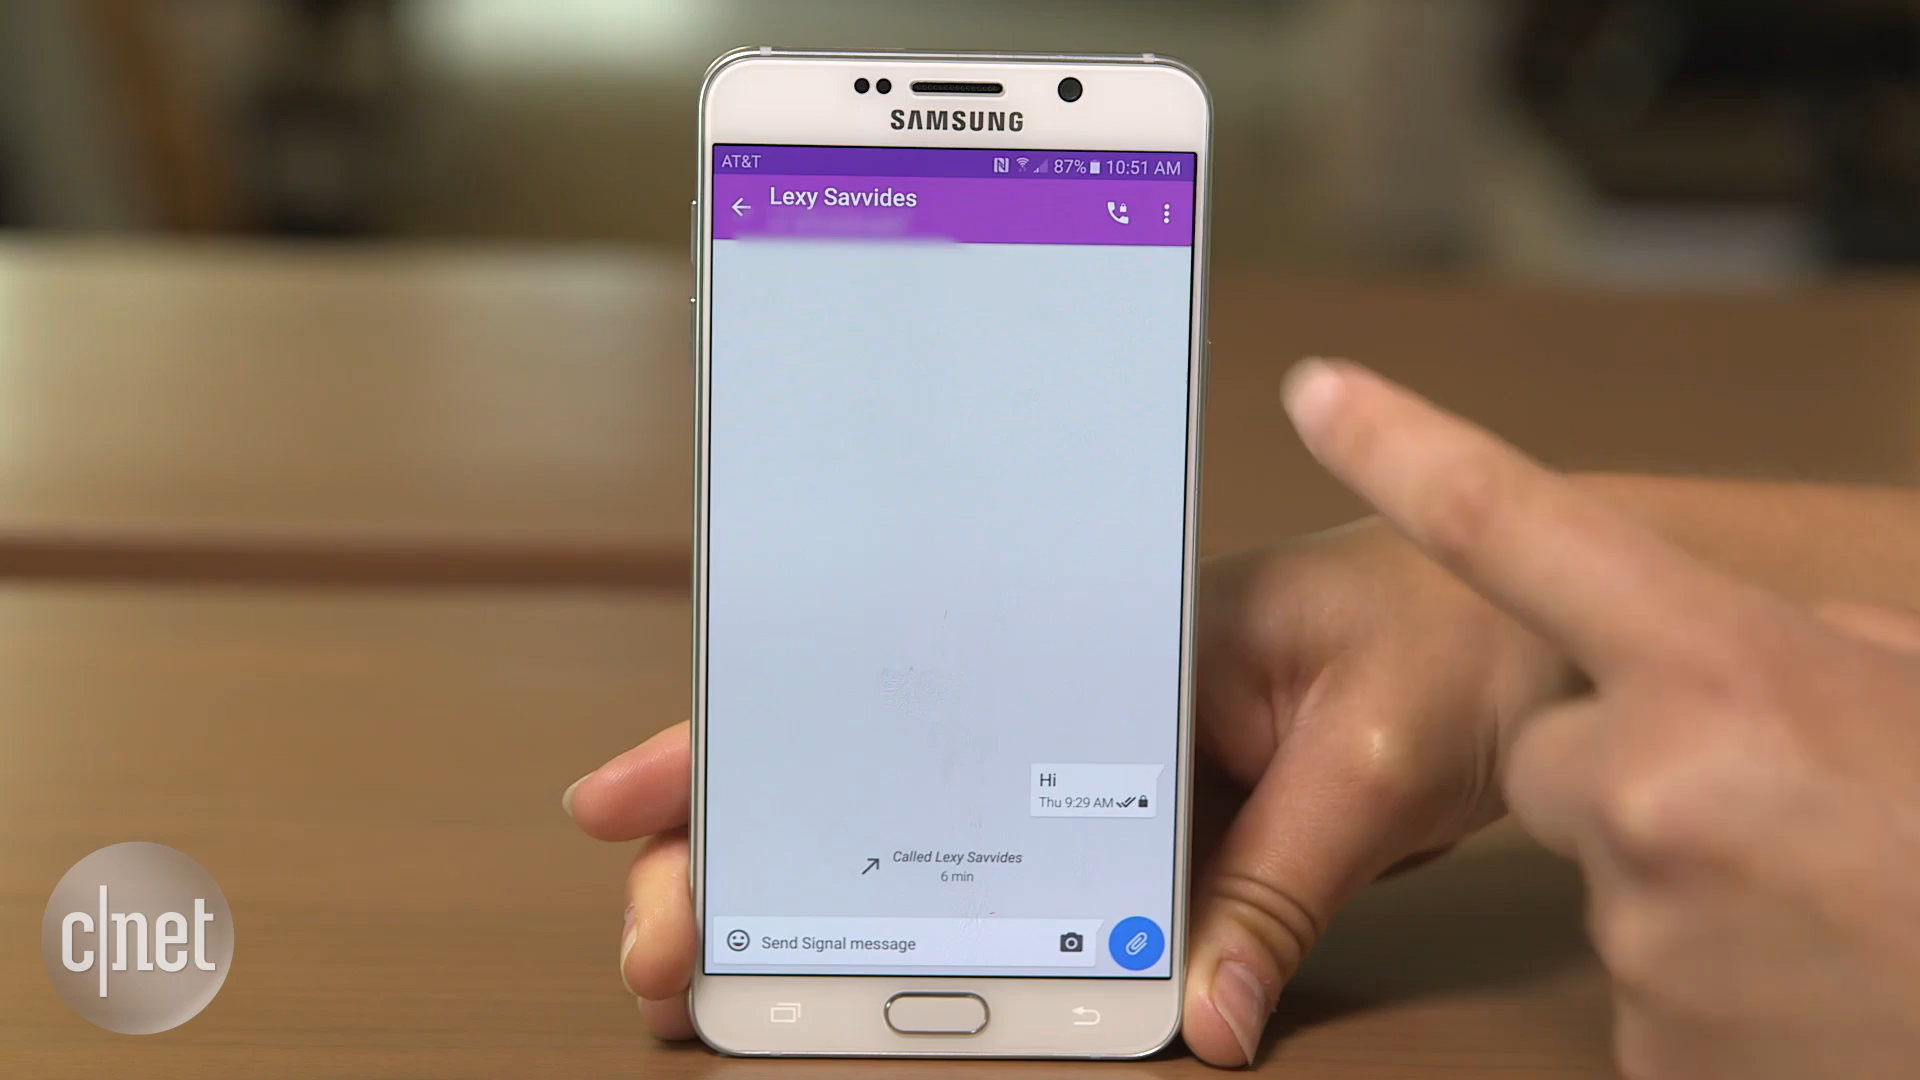 SAMSUNG
AT&T 87% 10:51 AM
Lexy Savvides
Hi
Thu 9:29 AM
Called Lexy Savvides
6 min
Send Signal message
c|net